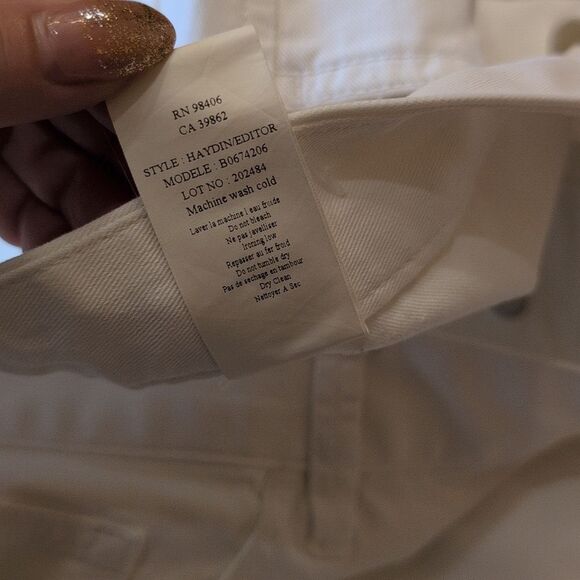 RN 98406
CA 39862
STYLE : HAYDIN/EDITOR
MODELE : B0674206
LOT NO : 202484
Machine wash cold
Laver la machine l eau fruide
Do not bleach
Ne pas javelliser
Ironing low
Repasser au fer froid
Do not tumble dry
Pas de sechage en tambour
Dry Clean
Nettoyer A Sec